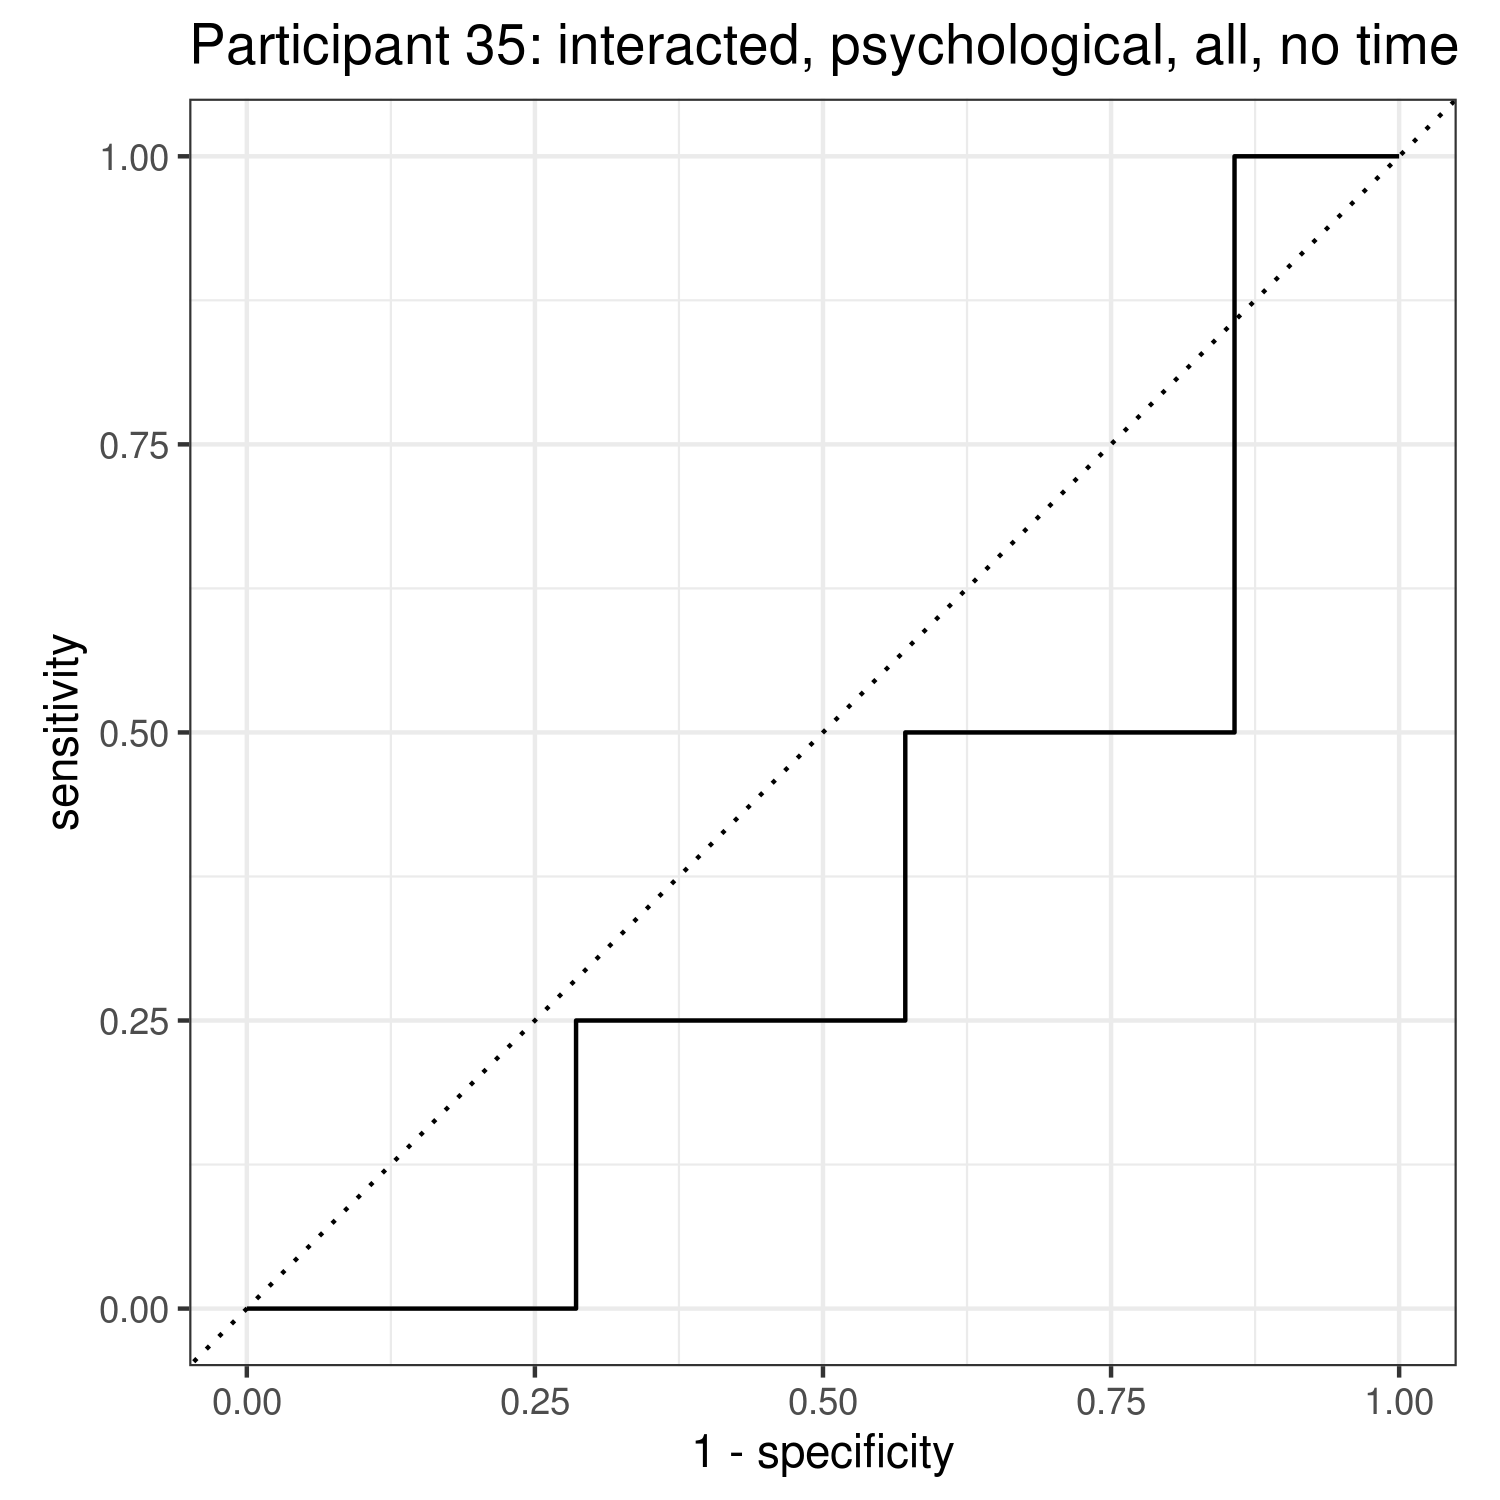 Participant 35: interacted, psychological, all, no time
1.00
0.75
0.50
0.25
0.00
sensitivity
0.00 0.25 0.50 0.75 1.00
1 - specificity